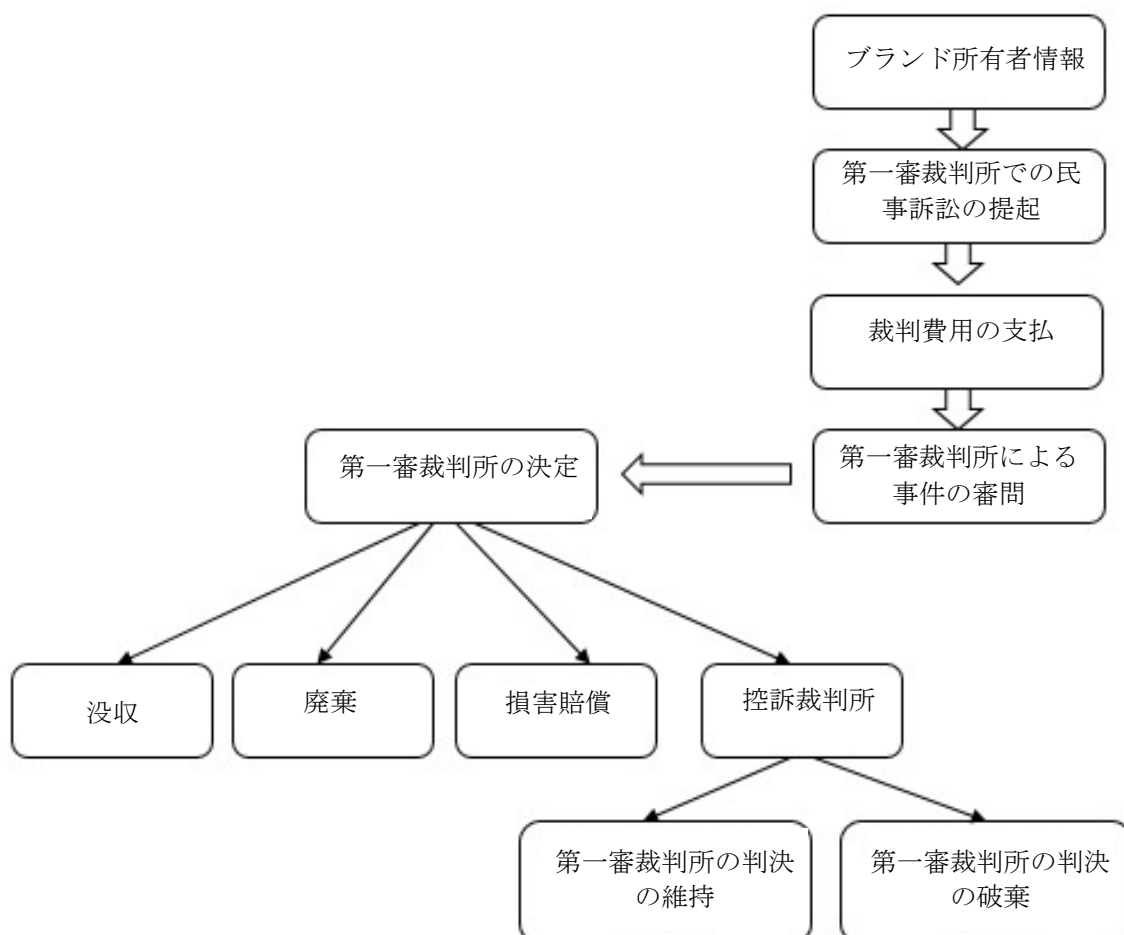 ブランド所有者情報
第一審裁判所での民
事訴訟の提起
裁判費用の支払
第一審裁判所による
事件の審問
第一審裁判所の決定
没収
廃棄
損害賠償
控訴裁判所
第一審裁判所の判決
の維持
第一審裁判所の判決
の破棄